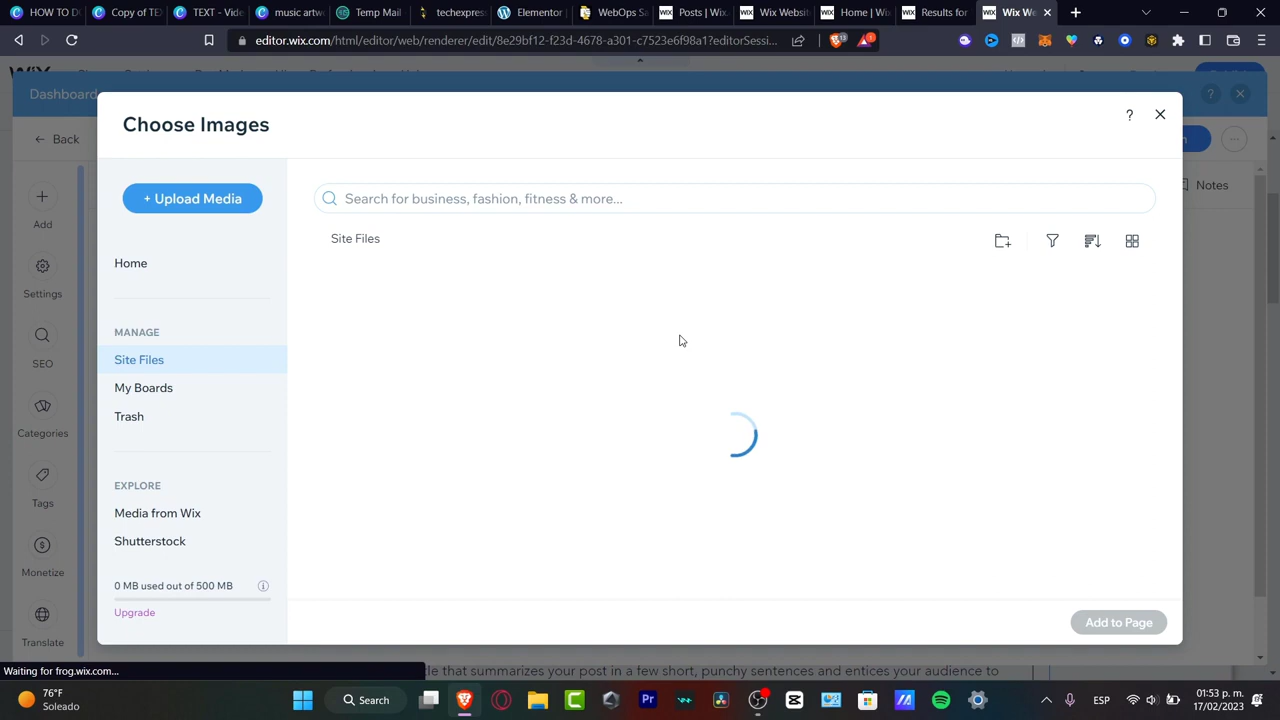 HOW TO D
Copy of TE
TEXT - Vide
music artw
Temp Mail
techexpres
Elementor
WebOps Sa
Posts | Wix
Wix Websit
Home | Wix
Results for
Wix We
editor.wix.com/html/editor/web/renderer/edit/8e29bf12-f23d-4678-a301-c7523e6f98a1?editorSessi...
13
1
Dashboard
?
Choose Images
?
Back
+ Upload Media
Search for business, fashion, fitness & more...
Notes
Add
Site Files
Home
Settings
MANAGE
Site Files
SEO
My Boards
Trash
Categories
EXPLORE
Tags
Media from Wix
Shutterstock
Monetize
0 MB used out of 500 MB
Upgrade
Add to Page
Translate
Waiting for frog.wix.com...
le that summarizes your post in a few short, punchy sentences and entices your audience to
76°F
Soleado
Search
Pr
ESP
01:53 p. m.
17/02/2023